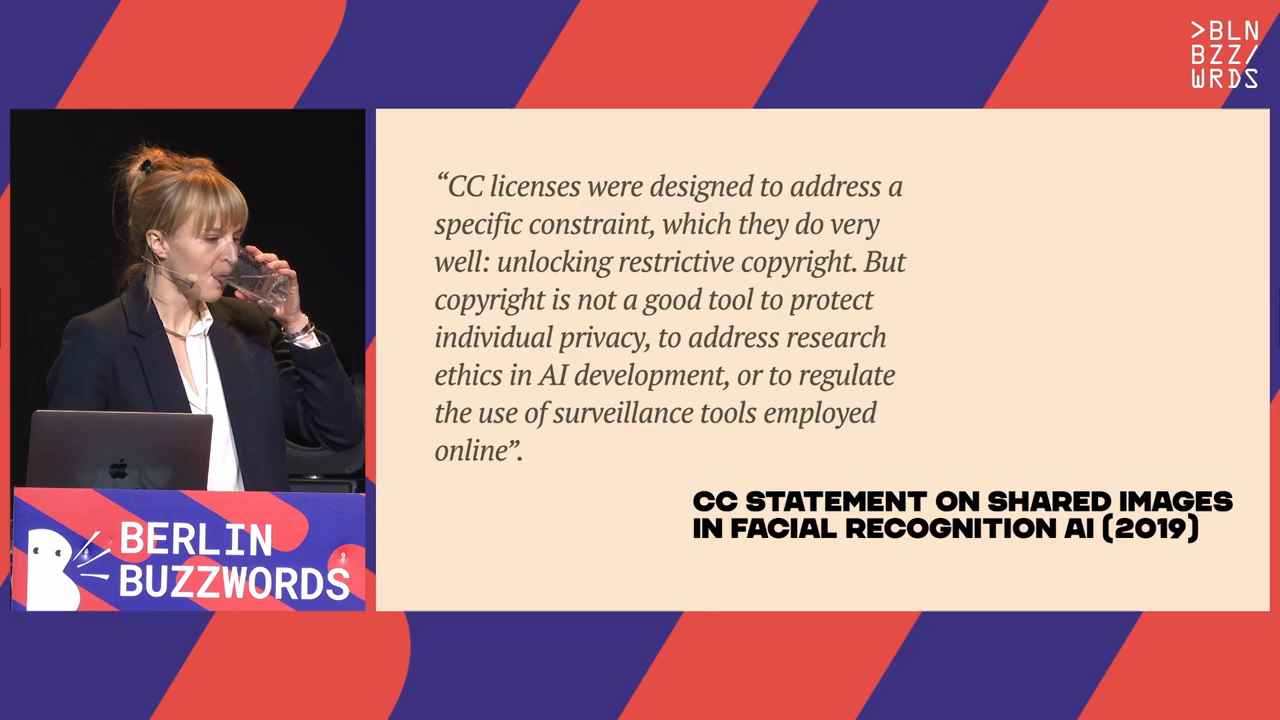 >BLN
BZZ/
WRDS
“CC licenses were designed to address a
specific constraint, which they do very
well: unlocking restrictive copyright. But
copyright is not a good tool to protect
individual privacy, to address research
ethics in AI development, or to regulate
the use of surveillance tools employed
online”.
CC STATEMENT ON SHARED IMAGES
IN FACIAL RECOGNITION AI (2019)
BERLIN
BUZZWORDS